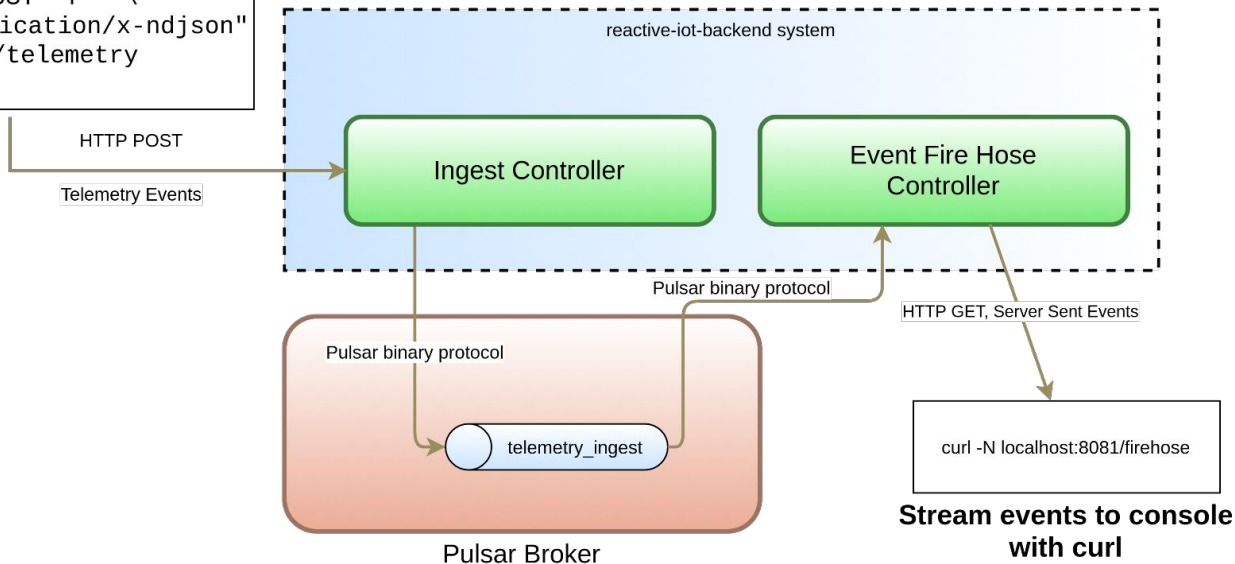 ication/x-ndjson"
/telemetry
HTTP POST
Telemetry Events
reactive-iot-backend system
Ingest Controller
Event Fire Hose
Controller
Pulsar binary protocol
HTTP GET, Server Sent Events
Pulsar binary protocol
telemetry_ingest
Pulsar Broker
curl -N localhost:8081/firehose
Stream events to console
with curl